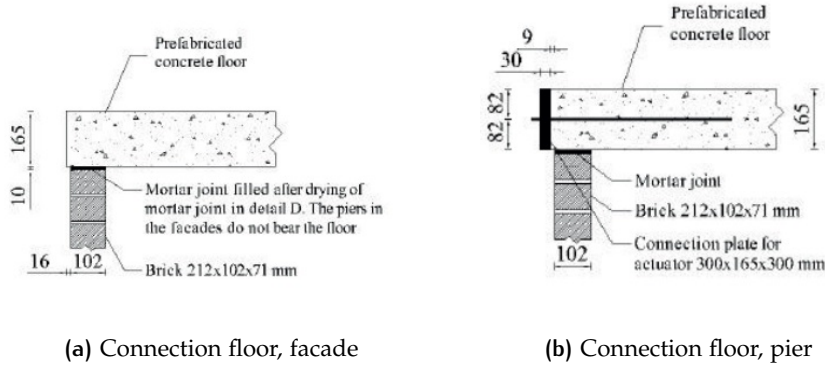 Prefabricated
concrete floor
165
10
Mortar joint filled after drying of
mortar joint in detail D. The piers in
the facades do not bear the floor
16
102
Brick 212x102x71 mm
(a) Connection floor, facade
Prefabricated
concrete floor
9
30
82
82
165
Mortar joint
Brick 212x102x71 mm
Connection plate for
actuator 300x165x300 mm
102
(b) Connection floor, pier